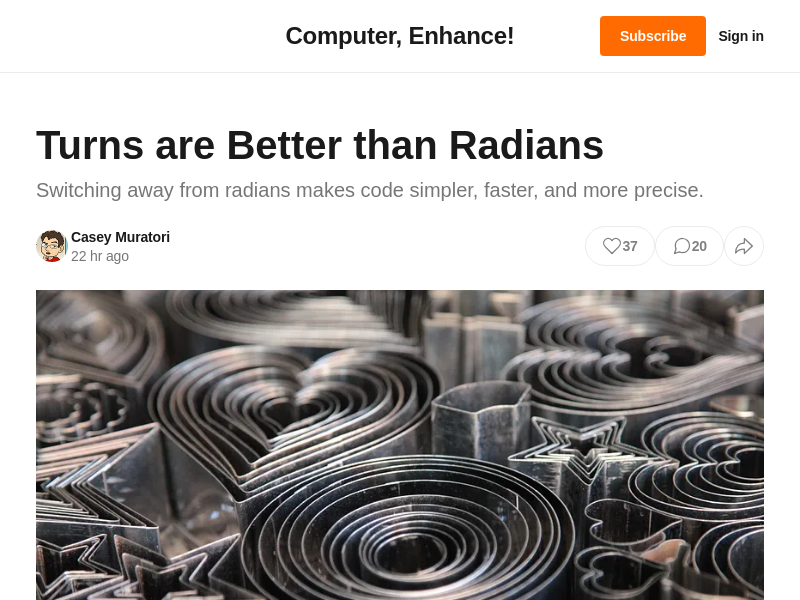 Computer, Enhance!
Subscribe
Sign in
Turns are Better than Radians
Switching away from radians makes code simpler, faster, and more precise.
Casey Muratori
22 hr ago
37
20